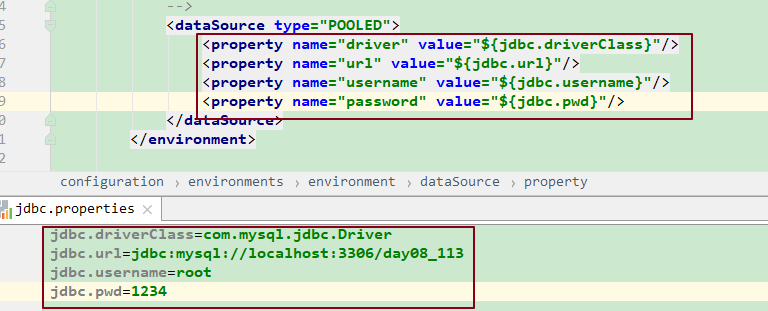 4 -->
5 <dataSource type="POOLED">
6 <property name="driver" value="${jdbc.driverClass}"/>
7 <property name="url" value="${jdbc.url}"/>
8 <property name="username" value="${jdbc.username}"/>
9 <property name="password" value="${jdbc.pwd}"/>
0 </dataSource>
1 </environment>
2
configuration › environments › environment › dataSource › property
jdbc.properties ×
jdbc.driverClass=com.mysql.jdbc.Driver
jdbc.url=jdbc:mysql://localhost:3306/day08_113
jdbc.username=root
jdbc.pwd=1234